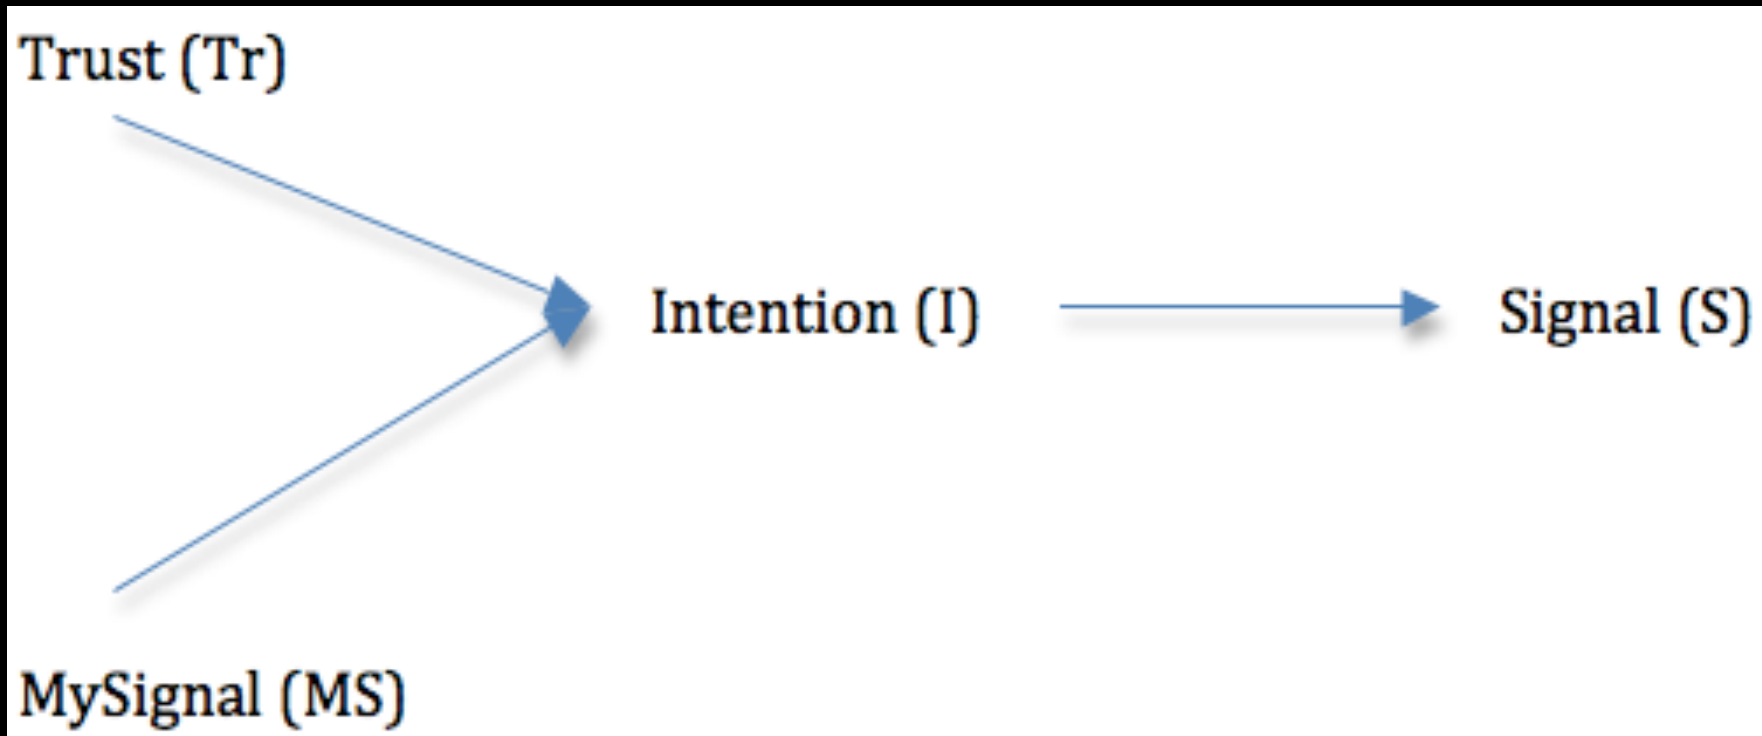 Trust (Tr)
Intention (I)
Signal (S)
MySignal (MS)